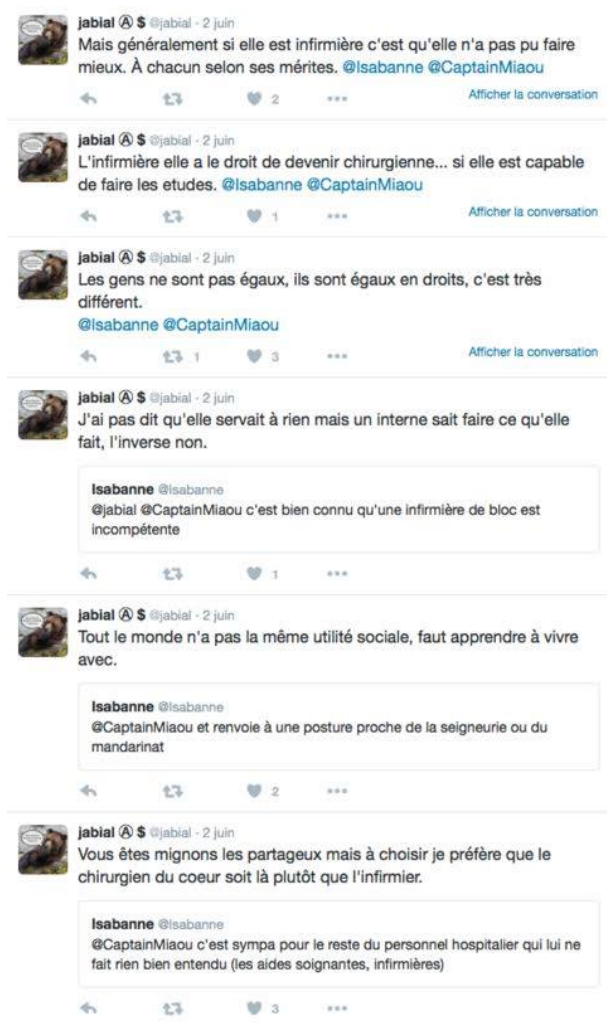 jabial Ⓐ $ @jabial · 2 juin
Mais généralement si elle est infirmière c'est qu'elle n'a pas pu faire
mieux. À chacun selon ses mérites. @Isabanne @CaptainMiaou
2
Afficher la conversation
jabial Ⓐ $ @jabial · 2 juin
L'infirmière elle a le droit de devenir chirurgienne... si elle est capable
de faire les etudes. @Isabanne @CaptainMiaou
1
Afficher la conversation
jabial Ⓐ $ @jabial · 2 juin
Les gens ne sont pas égaux, ils sont égaux en droits, c'est très
différent.
@Isabanne @CaptainMiaou
1 3
Afficher la conversation
jabial Ⓐ $ @jabial · 2 juin
J'ai pas dit qu'elle servait à rien mais un interne sait faire ce qu'elle
fait, l'inverse non.
Isabanne @Isabanne
@jabial @CaptainMiaou c'est bien connu qu'une infirmière de bloc est
incompétente
1
jabial Ⓐ $ @jabial · 2 juin
Tout le monde n'a pas la même utilité sociale, faut apprendre à vivre
avec.
Isabanne @Isabanne
@CaptainMiaou et renvoie à une posture proche de la seigneurie ou du
mandarinat
2
jabial Ⓐ $ @jabial · 2 juin
Vous êtes mignons les partageux mais à choisir je préfère que le
chirurgien du coeur soit là plutôt que l'infirmier.
Isabanne @Isabanne
@CaptainMiaou c'est sympa pour le reste du personnel hospitalier qui lui ne
fait rien bien entendu (les aides soignantes, infirmières)
3